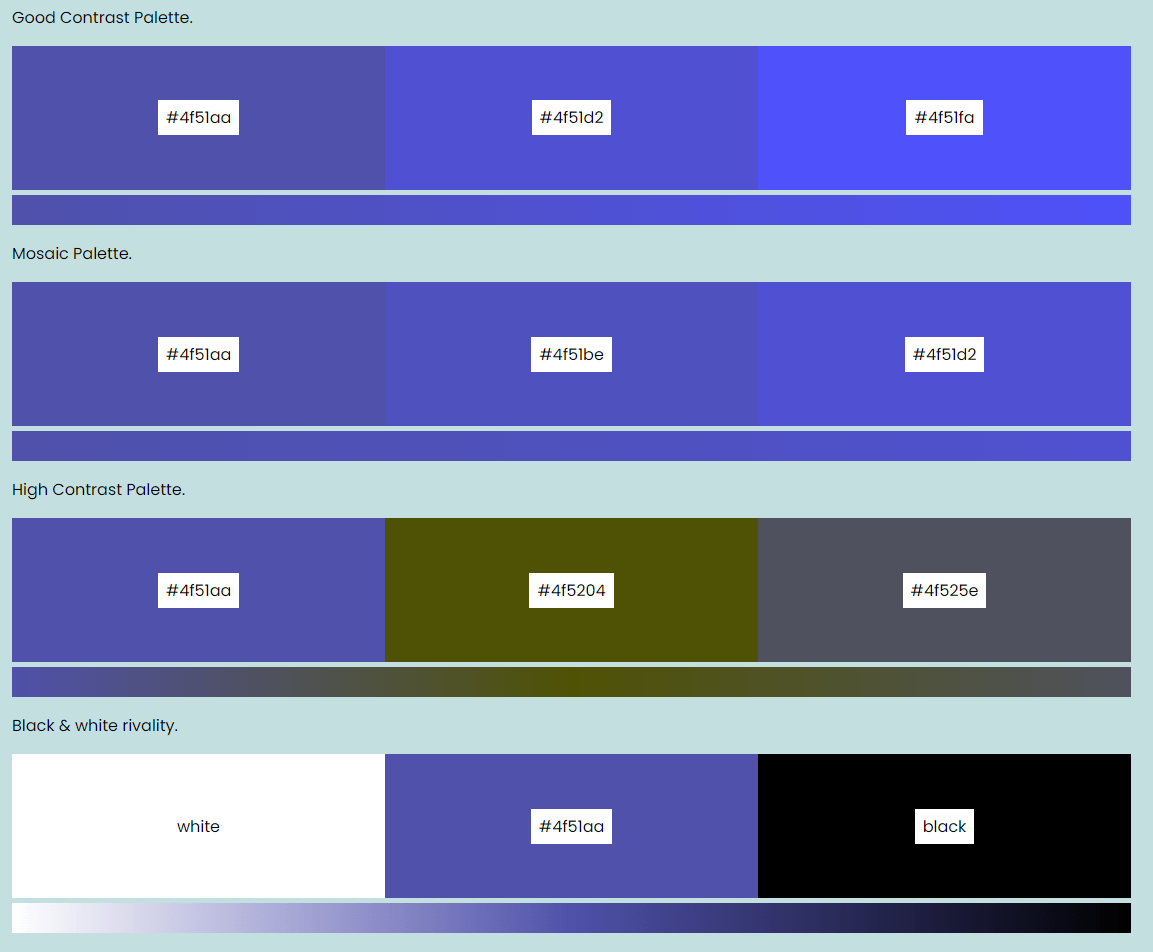 Good Contrast Palette.
#4f51aa
#4f51d2
#4f51fa
Mosaic Palette.
#4f51aa
#4f51be
#4f51d2
High Contrast Palette.
#4f51aa
#4f5204
#4f525e
Black & white rivality.
white
#4f51aa
black